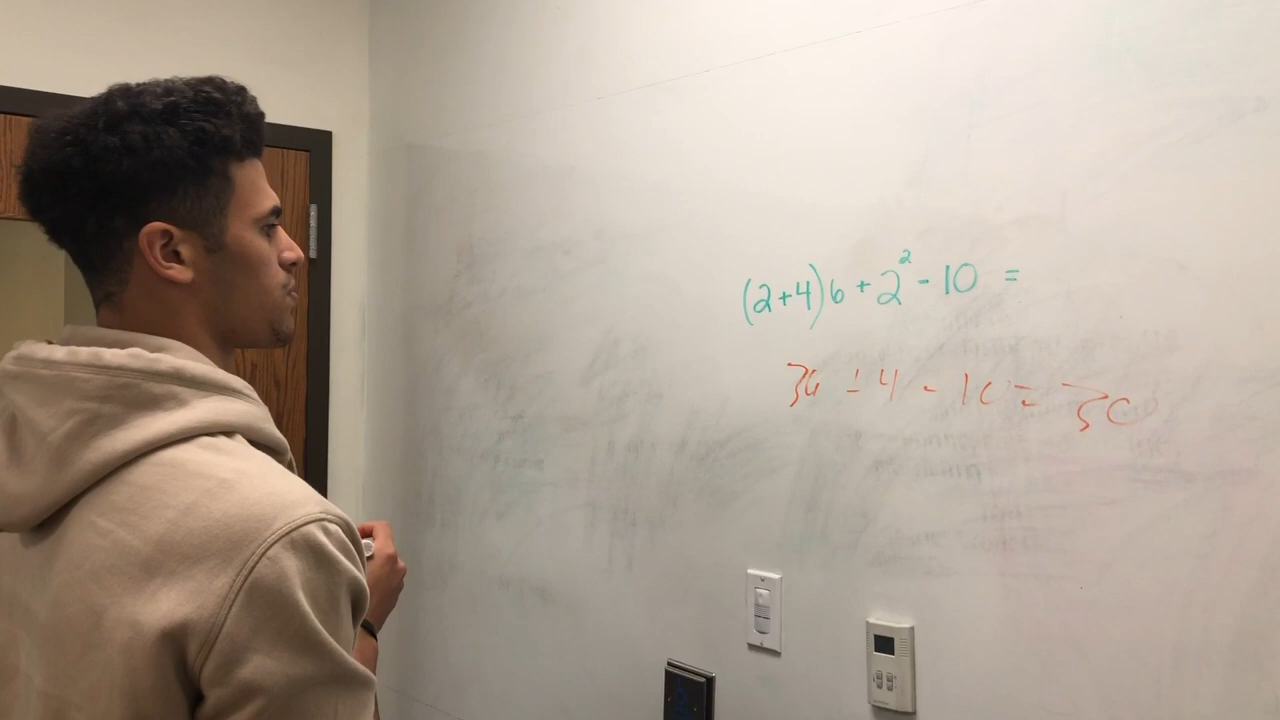 (2+4)6 + 2² - 10 =
36 + 4 - 10 = 30